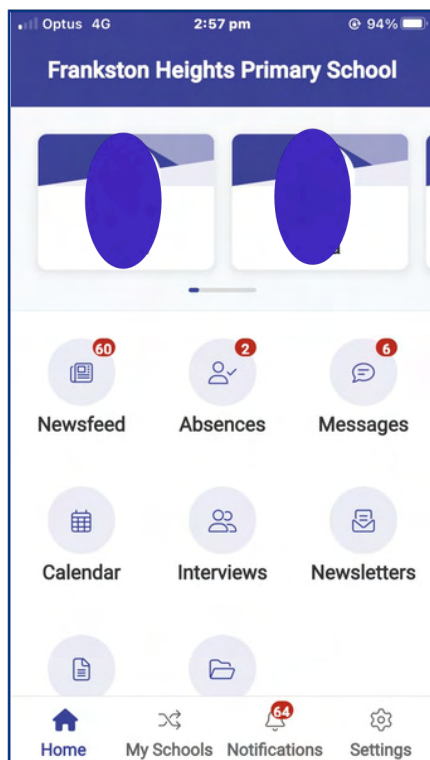 Optus 4G 2:57 pm 94%
Frankston Heights Primary School
60 2 6
Newsfeed Absences Messages
Calendar Interviews Newsletters
64
Home My Schools Notifications Settings